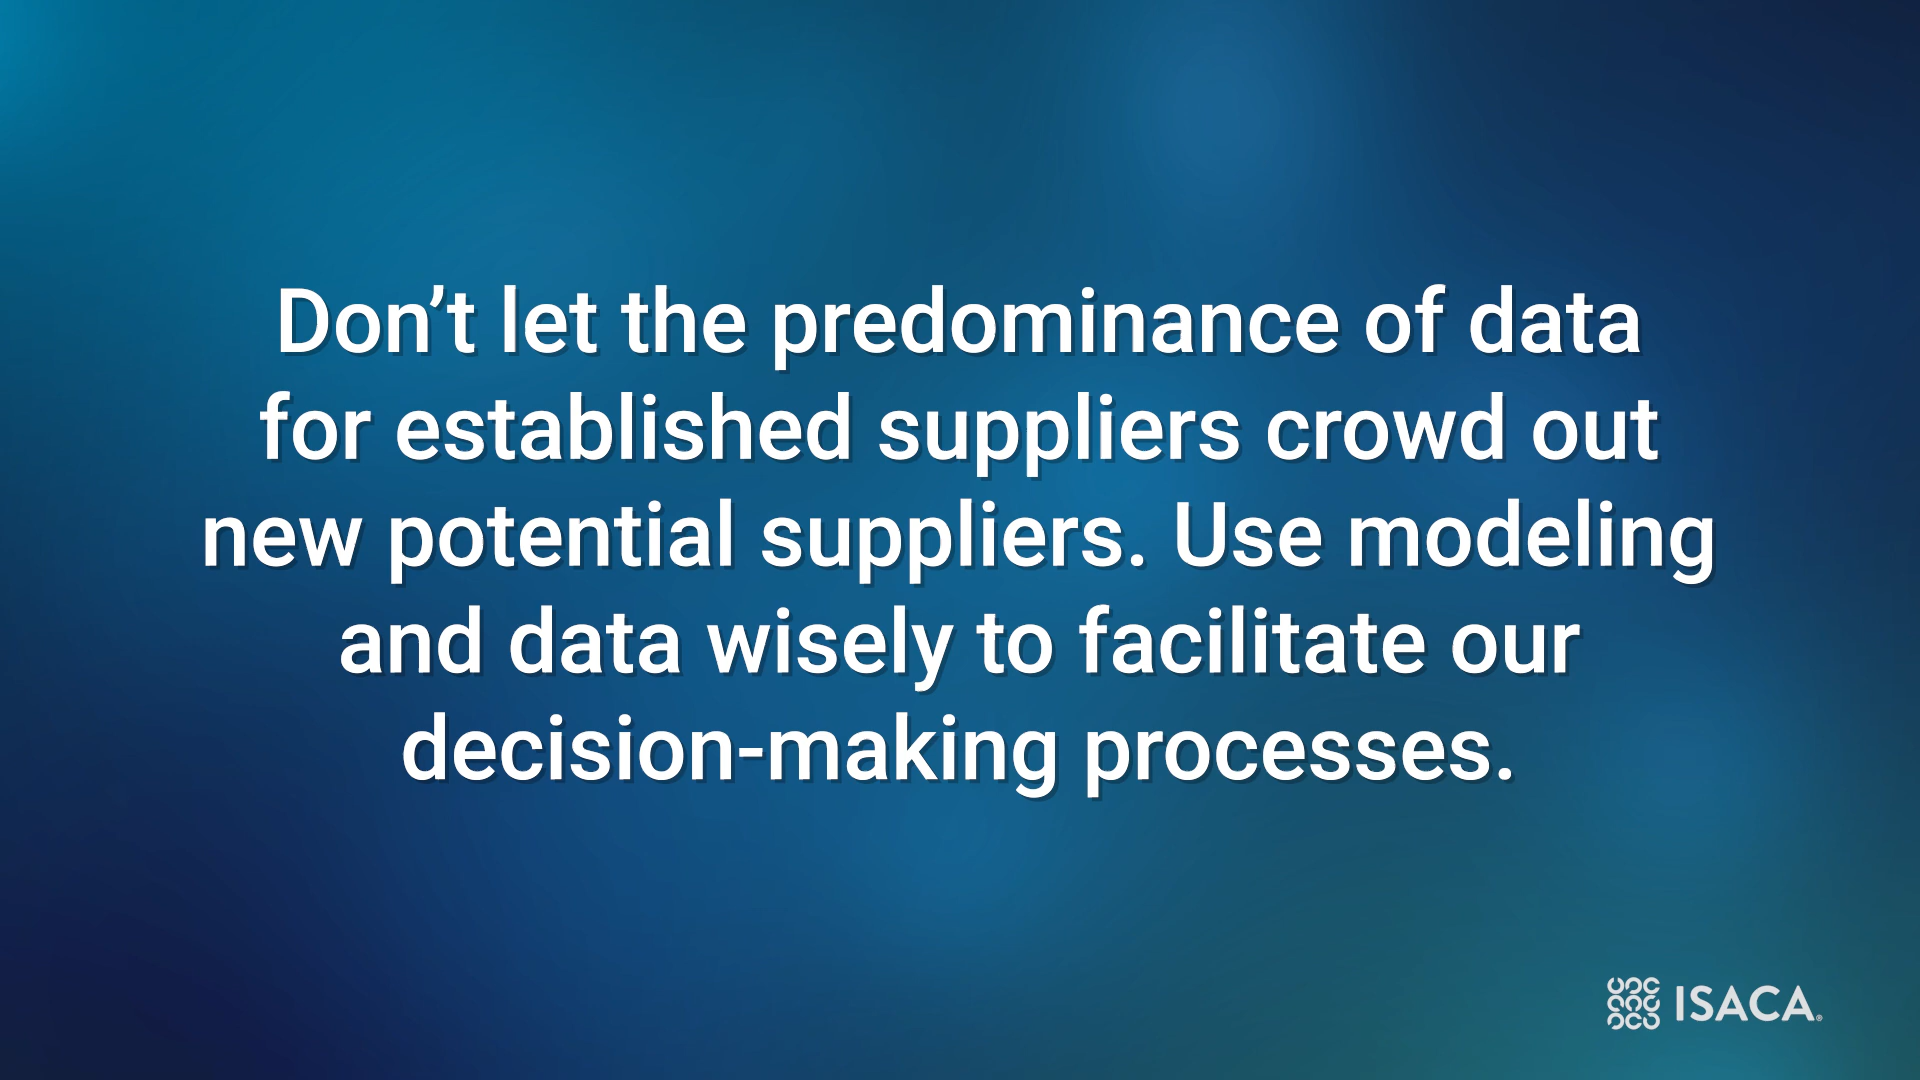 Don’t let the predominance of data
for established suppliers crowd out
new potential suppliers. Use modeling
and data wisely to facilitate our
decision-making processes.
ISACA®